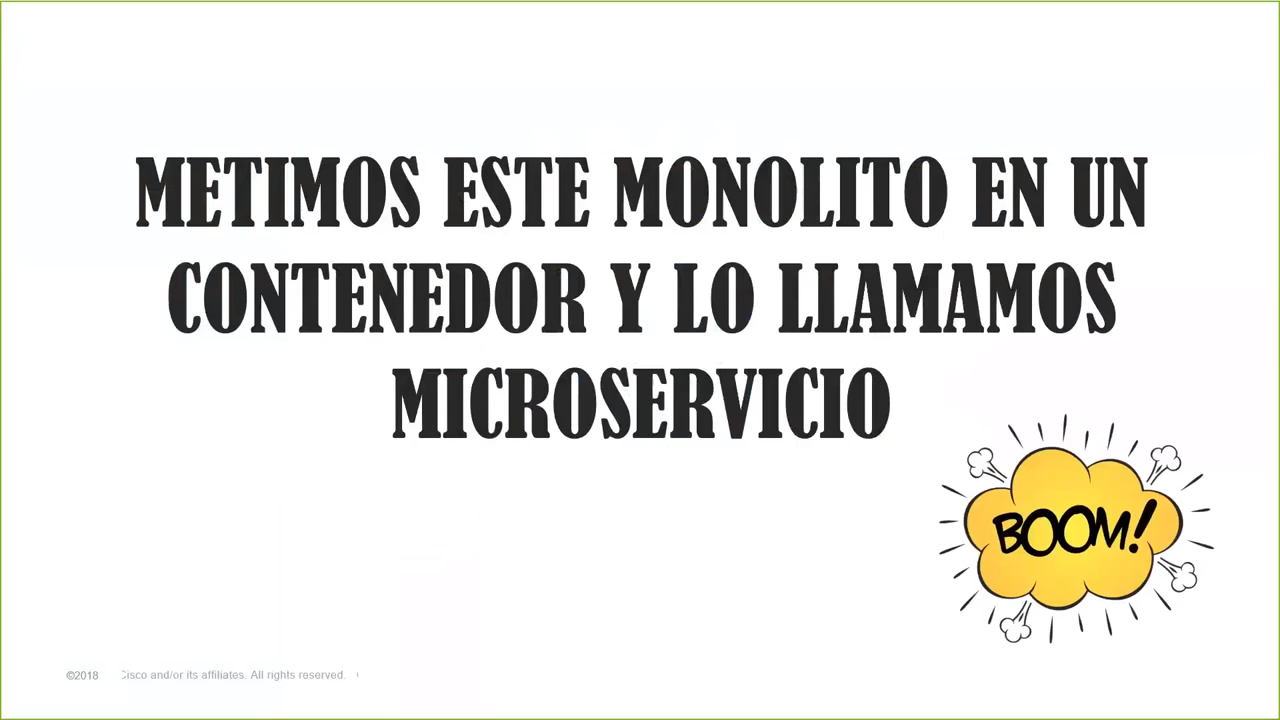 METIMOS ESTE MONOLITO EN UN
CONTENEDOR Y LO LLAMAMOS
MICROSERVICIO
BOOM!
©2018 Cisco and/or its affiliates. All rights reserved.